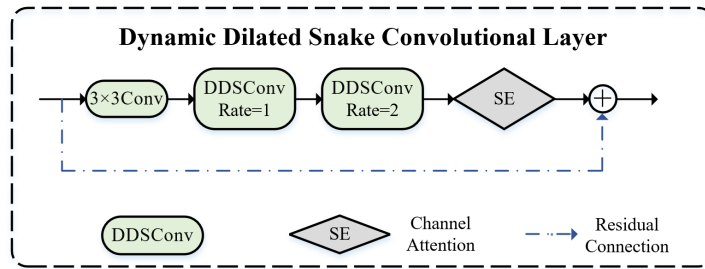 Dynamic Dilated Snake Convolutional Layer
3×3Conv
DDSConv
Rate=1
DDSConv
Rate=2
SE
DDSConv
SE
Channel
Attention
Residual
Connection